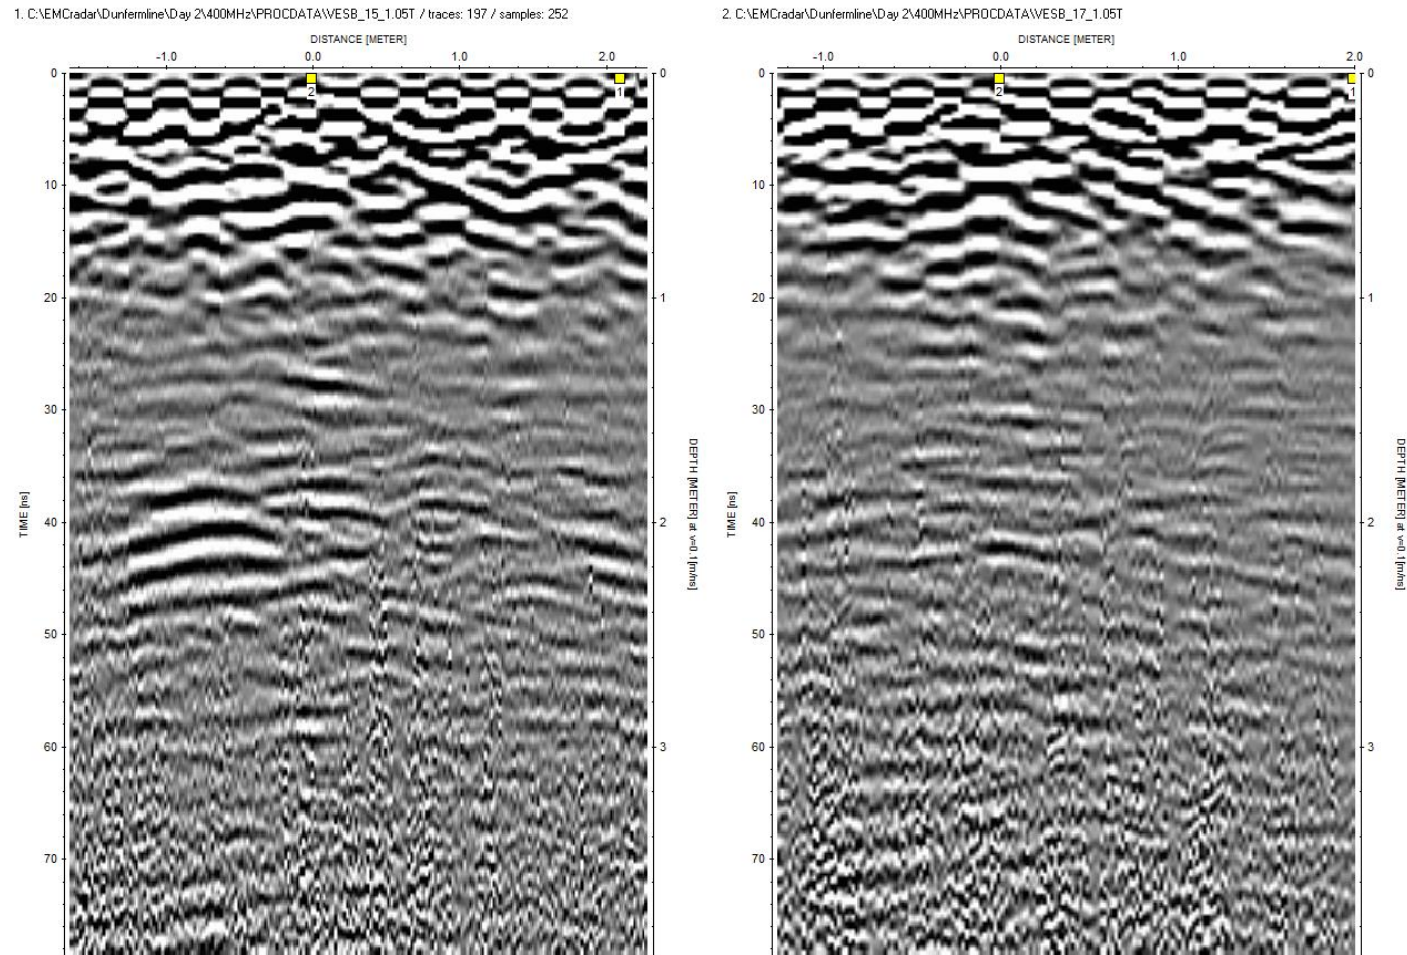 1. C:\EMCradar\Dunfermline\Day 2\400MHz\PROCDATA\VESB_15_1.05T / traces: 197 / samples: 252
DISTANCE [METER]
-1.0 0.0 1.0 2.0
2 1
0 0
10
20 1
30
40 2
50
60 3
70
TIME [ns]
DEPTH [METER] at v=0.1 [m/ns]
2. C:\EMCradar\Dunfermline\Day 2\400MHz\PROCDATA\VESB_17_1.05T
DISTANCE [METER]
-1.0 0.0 1.0 2.0
2 1
0 0
10
20 1
30
40 2
50
60 3
70
TIME [ns]
DEPTH [METER] at v=0.1 [m/ns]